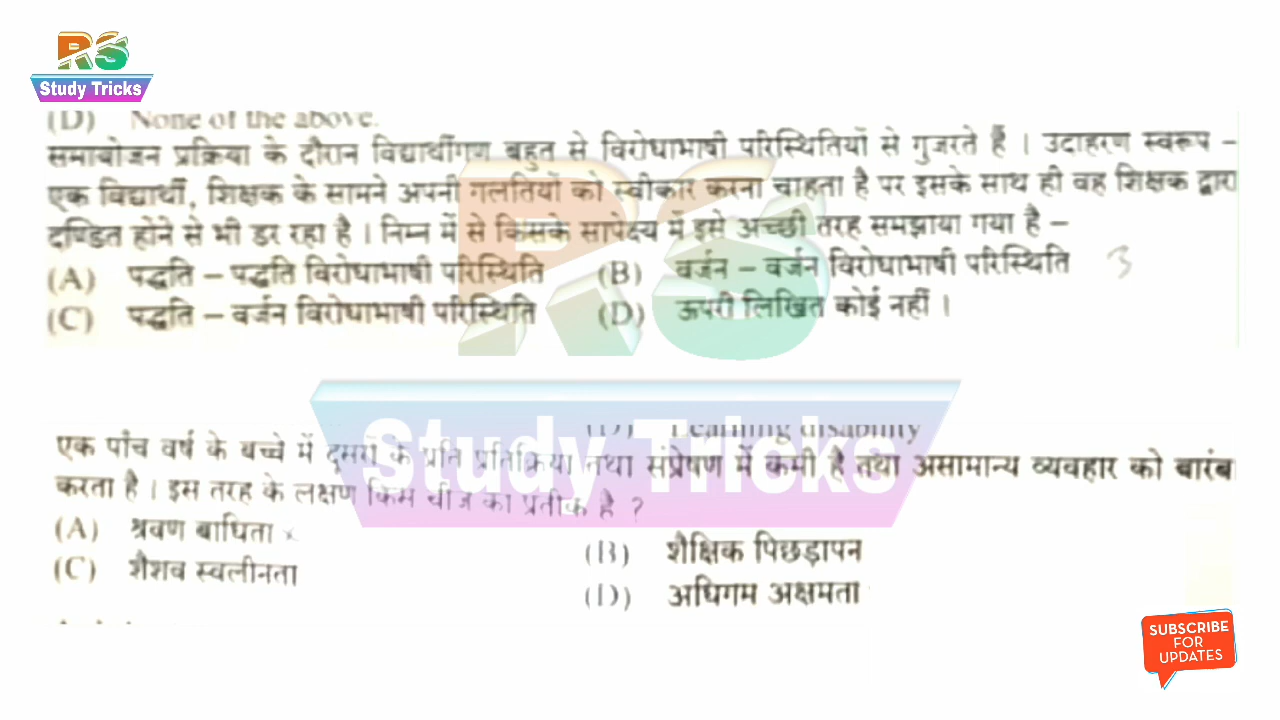 RS
Study Tricks
(D) None of the above.
समाबोजन प्रक्रिया के दौरान विद्यार्थीगण बहुत से विरोधाभाषी परिस्थितियों से गुजरते हैं । उदाहरण स्वरूप –
एक विद्यार्थी, शिक्षक के सामने अपनी गलतियों को स्वीकार करना चाहता है पर इसके साथ ही वह शिक्षक द्वारा
दण्डित होंने से भी डर रहा है । निम्न में से किसके सापेक्ष्य में इसे अच्छी तरह समझाया गया है –
(A) पद्धति – पद्धति विरोधाभाषी परिस्थिति (B) वर्जन – वर्जन विरोधाभाषी परिस्थिति 3
(C) पद्धति – वर्जन विरोधाभाषी परिस्थिति (D) ऊपरी लिखित कोई नहीं ।
RS
Study Tricks
(D) Learning disability
एक पाँच वर्ष के बच्चे में दूसरों के प्रति प्रतिक्रिया तथा संप्रेषण में कमी है तथा असामान्य व्यवहार को बारंब
करता है । इस तरह के लक्षण किस चीज का प्रतीक है ?
(A) श्रवण बाधिता x
(B) शैक्षिक पिछड़ापन
(C) शैशव स्वलीनता
(D) अधिगम अक्षमता
SUBSCRIBE
FOR
UPDATES